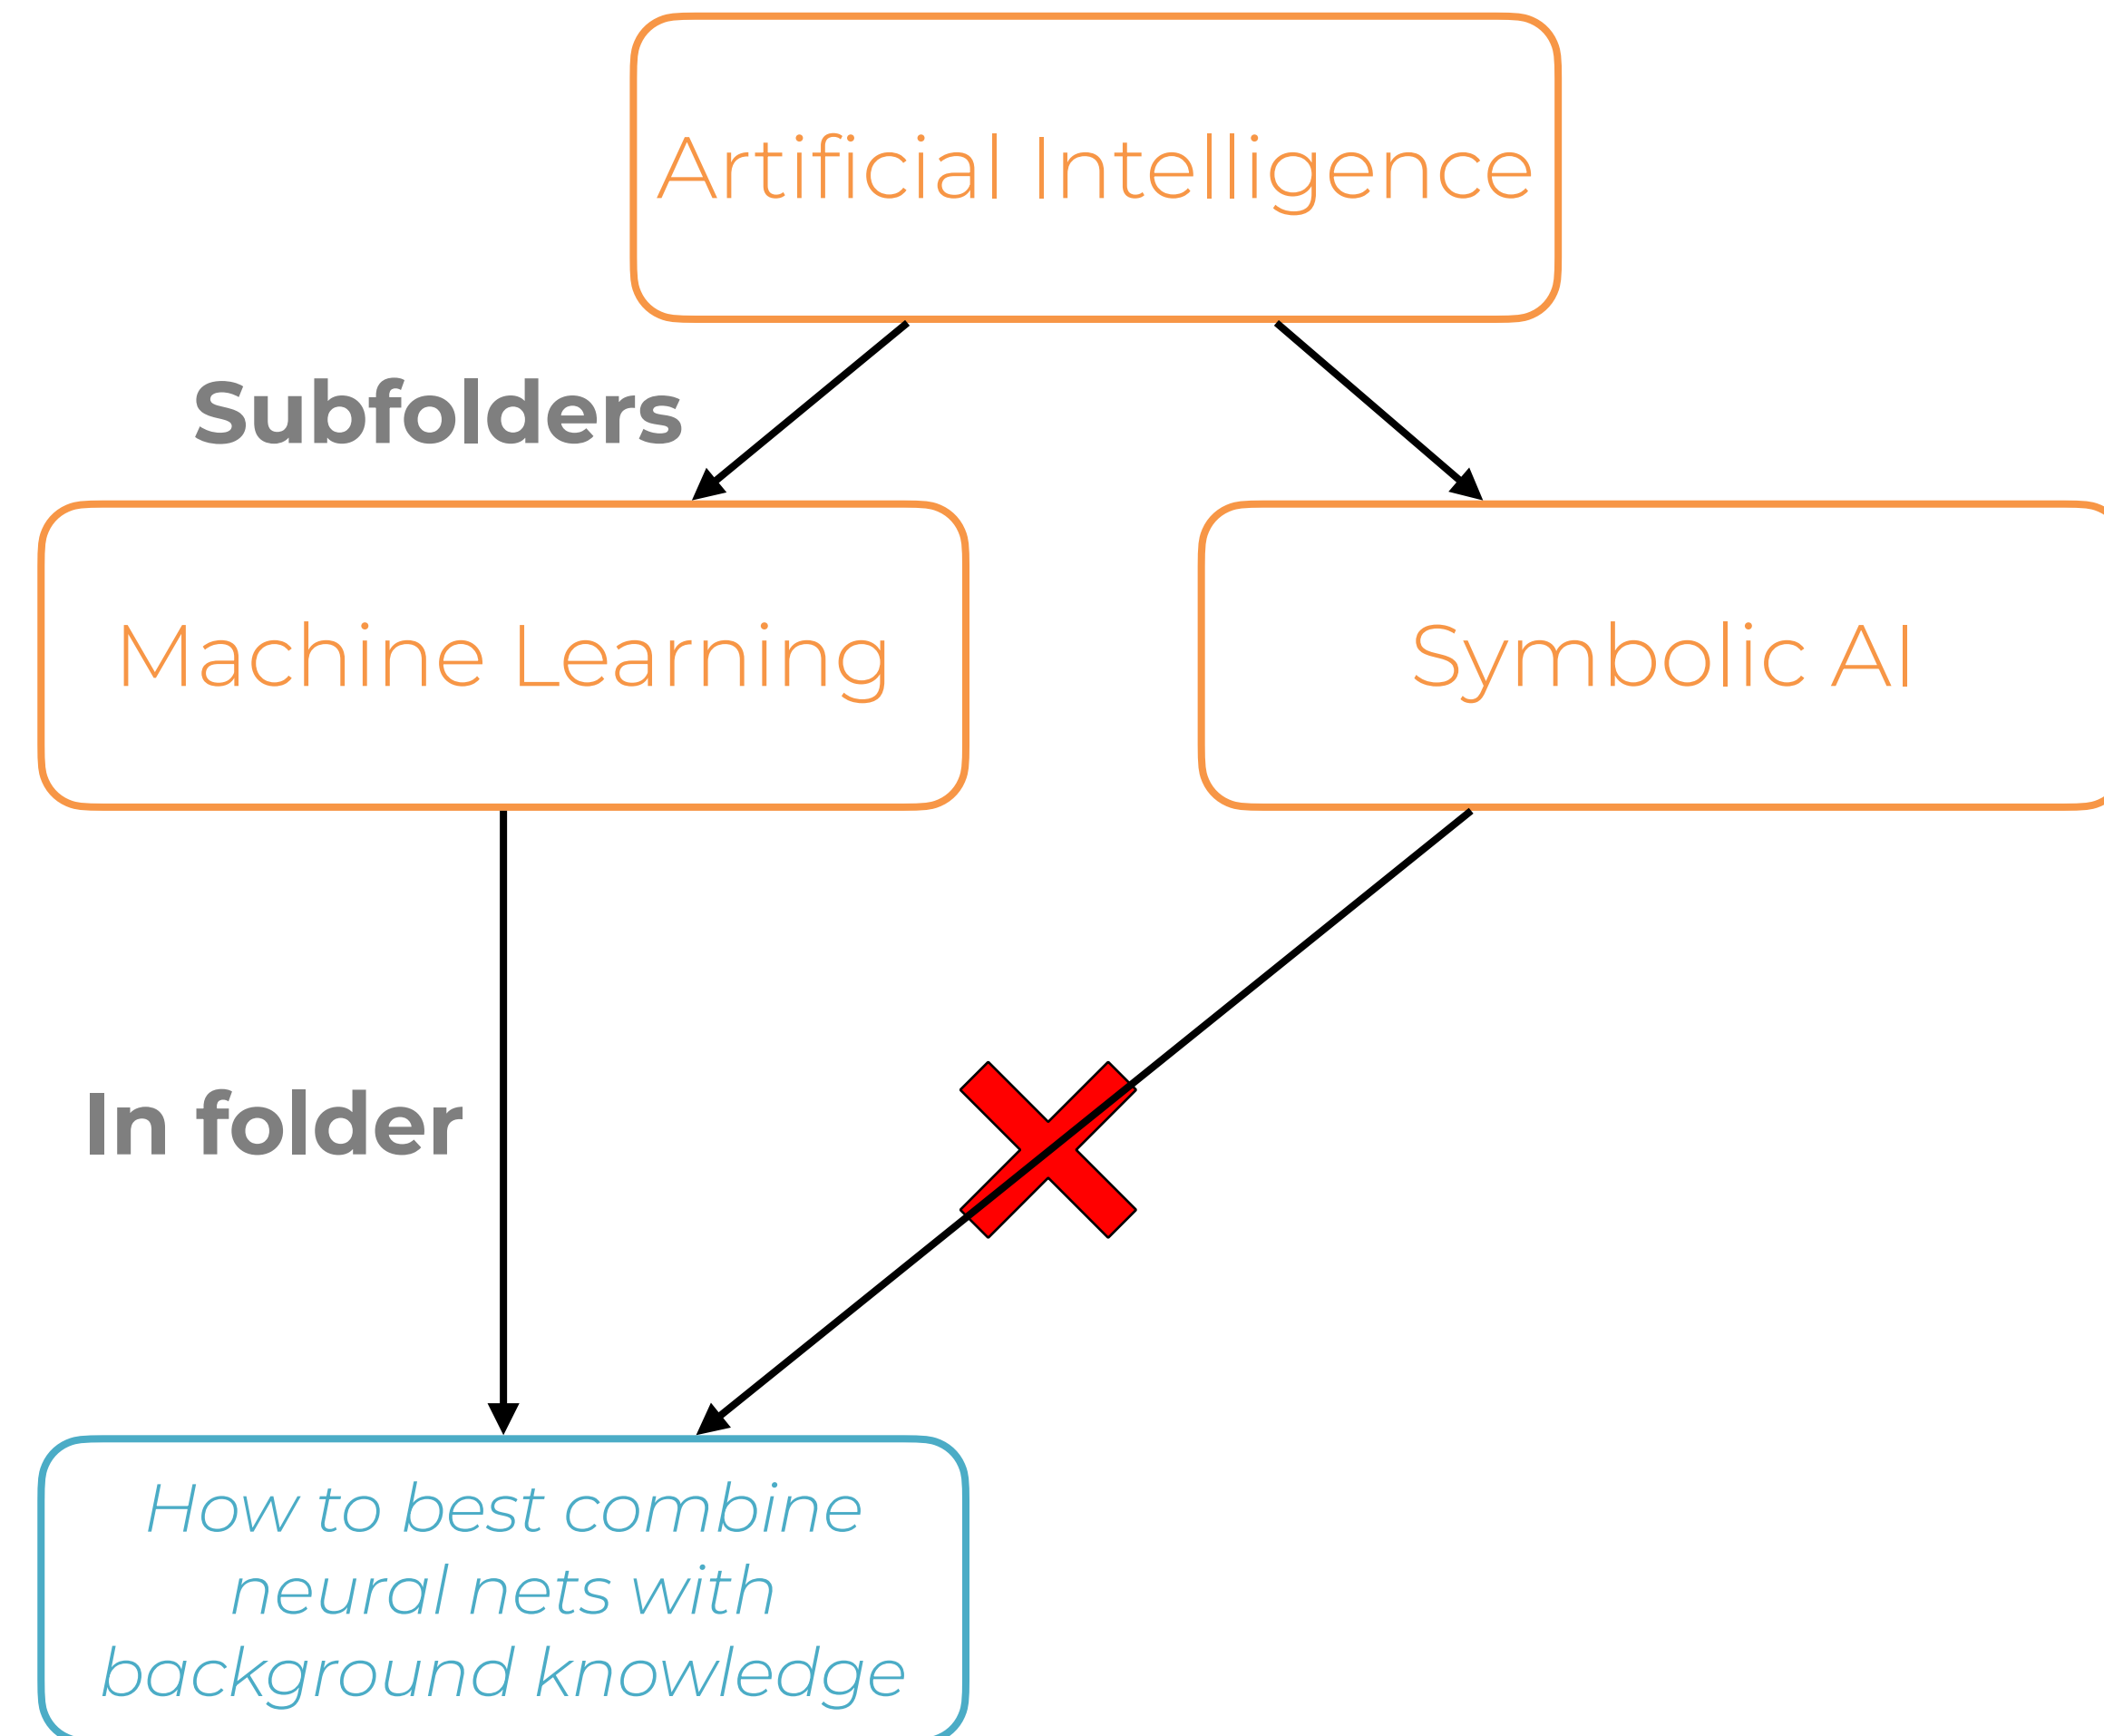 Artificial Intelligence
Subfolders
Machine Learning
Symbolic AI
In folder
How to best combine
neural nets with
background knowledge